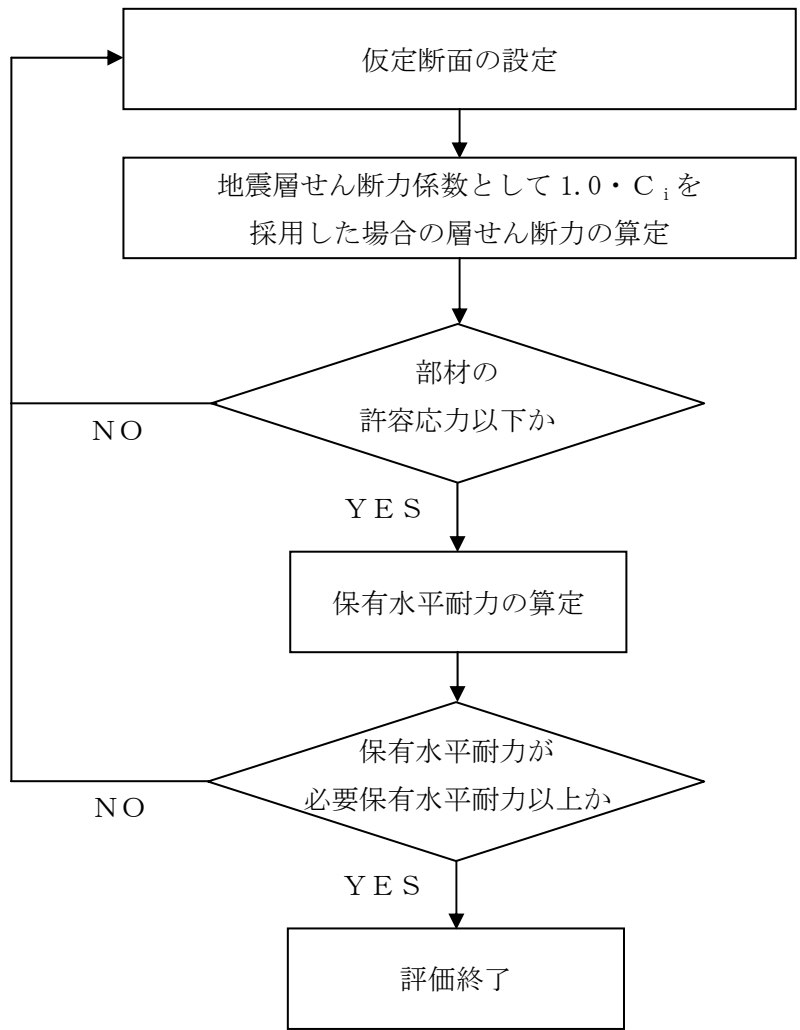 仮定断面の設定
地震層せん断力係数として1.0・Ｃiを
採用した場合の層せん断力の算定
部材の
許容応力以下か
ＮＯ
ＹＥＳ
保有水平耐力の算定
保有水平耐力が
必要保有水平耐力以上か
ＮＯ
ＹＥＳ
評価終了